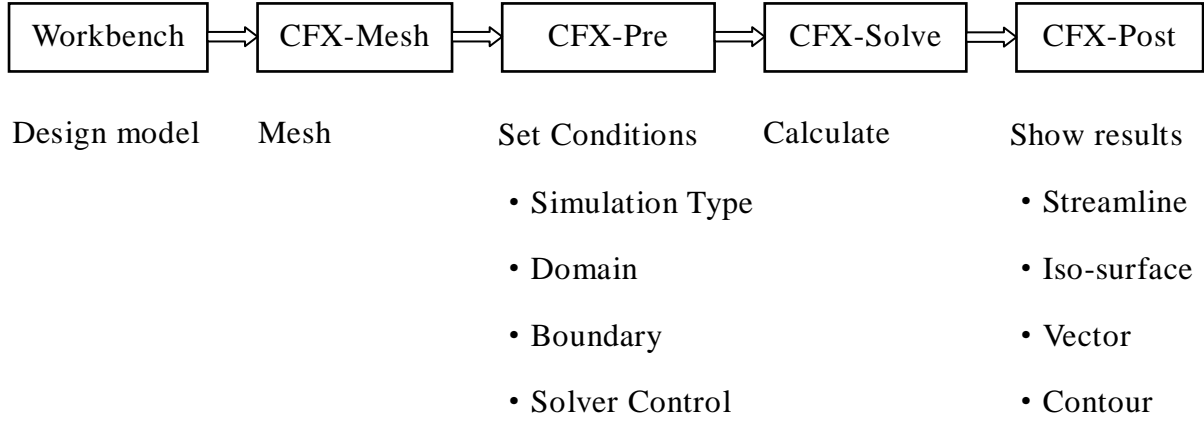 Workbench CFX-Mesh CFX-Pre CFX-Solve CFX-Post
Design model Mesh Set Conditions Calculate Show results
・Simulation Type ・Streamline
・Domain ・Iso-surface
・Boundary ・Vector
・Solver Control ・Contour